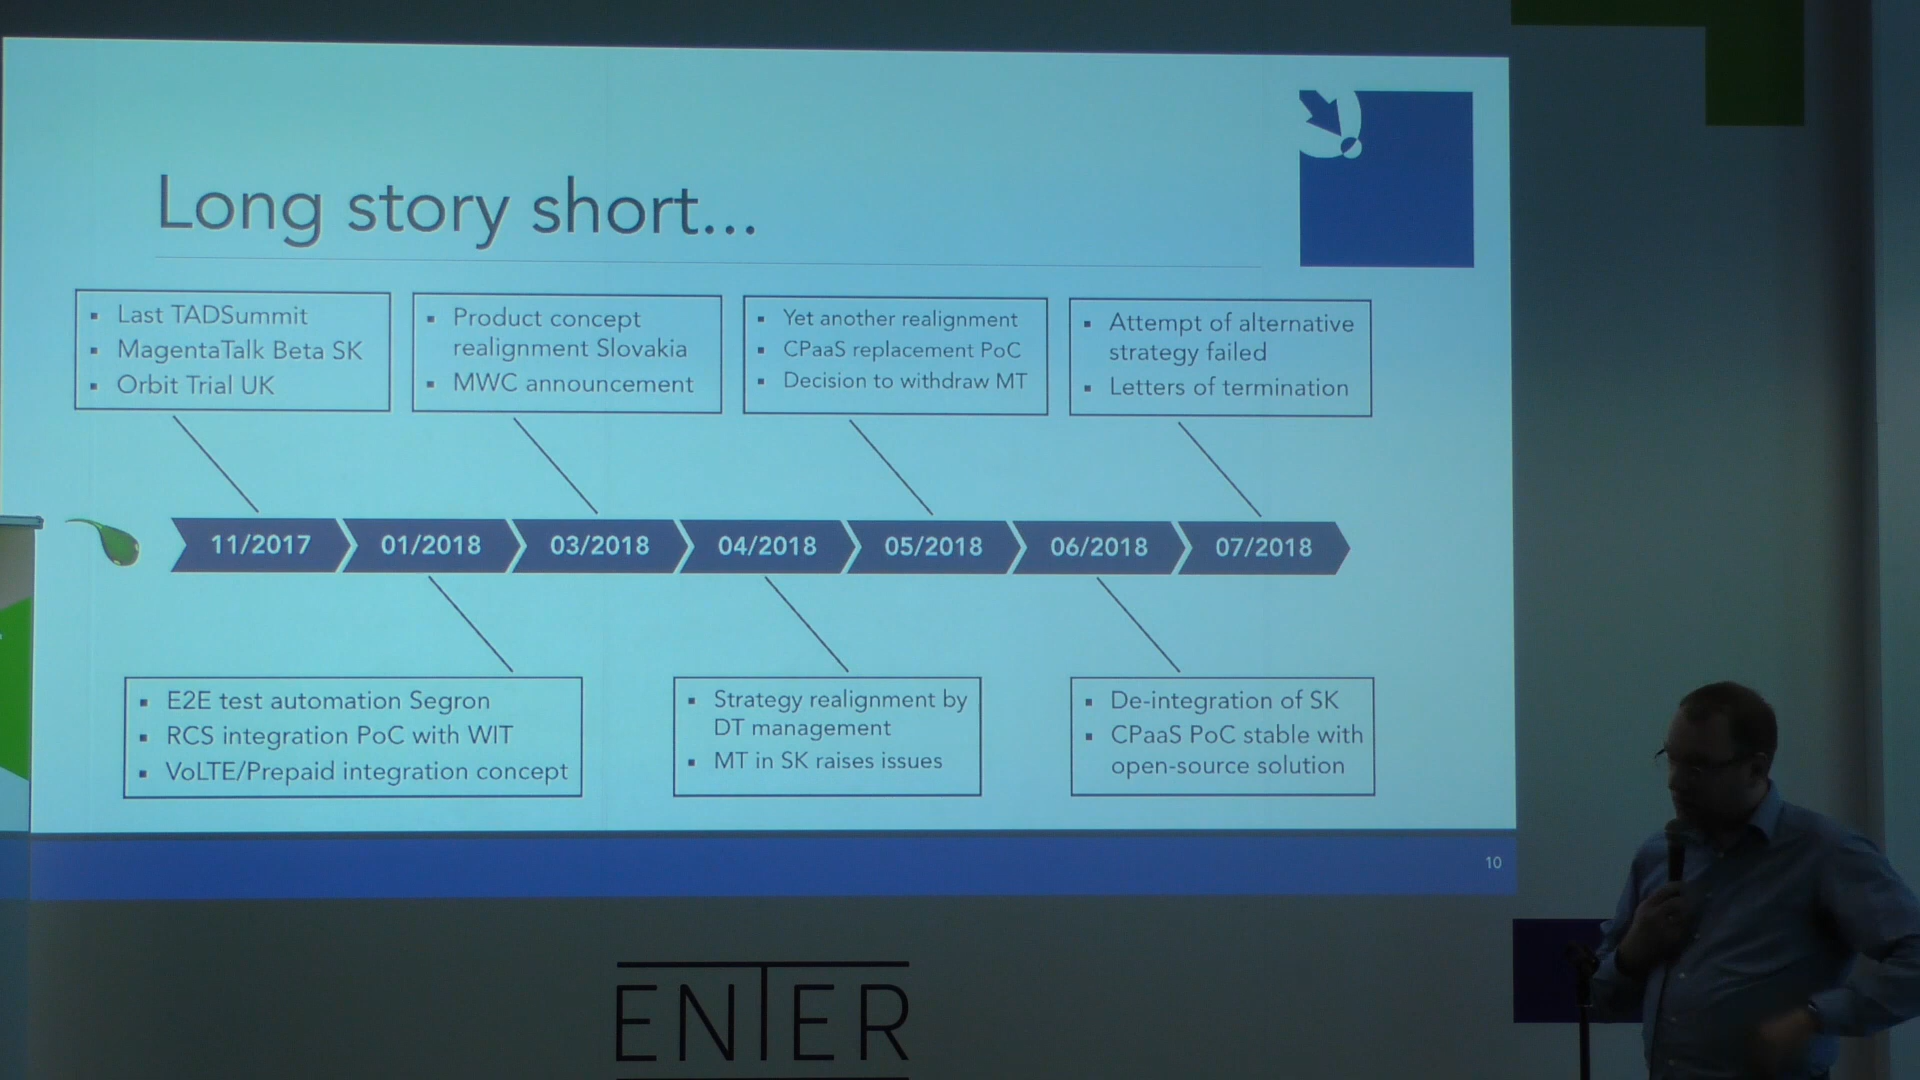 Long story short...
▪ Last TADSummit
▪ MagentaTalk Beta SK
▪ Orbit Trial UK
▪ Product concept
realignment Slovakia
▪ MWC announcement
▪ Yet another realignment
▪ CPaaS replacement PoC
▪ Decision to withdraw MT
▪ Attempt of alternative
strategy failed
▪ Letters of termination
11/2017 01/2018 03/2018 04/2018 05/2018 06/2018 07/2018
▪ E2E test automation Segron
▪ RCS integration PoC with WIT
▪ VoLTE/Prepaid integration concept
▪ Strategy realignment by
DT management
▪ MT in SK raises issues
▪ De-integration of SK
▪ CPaaS PoC stable with
open-source solution
10
ENTER